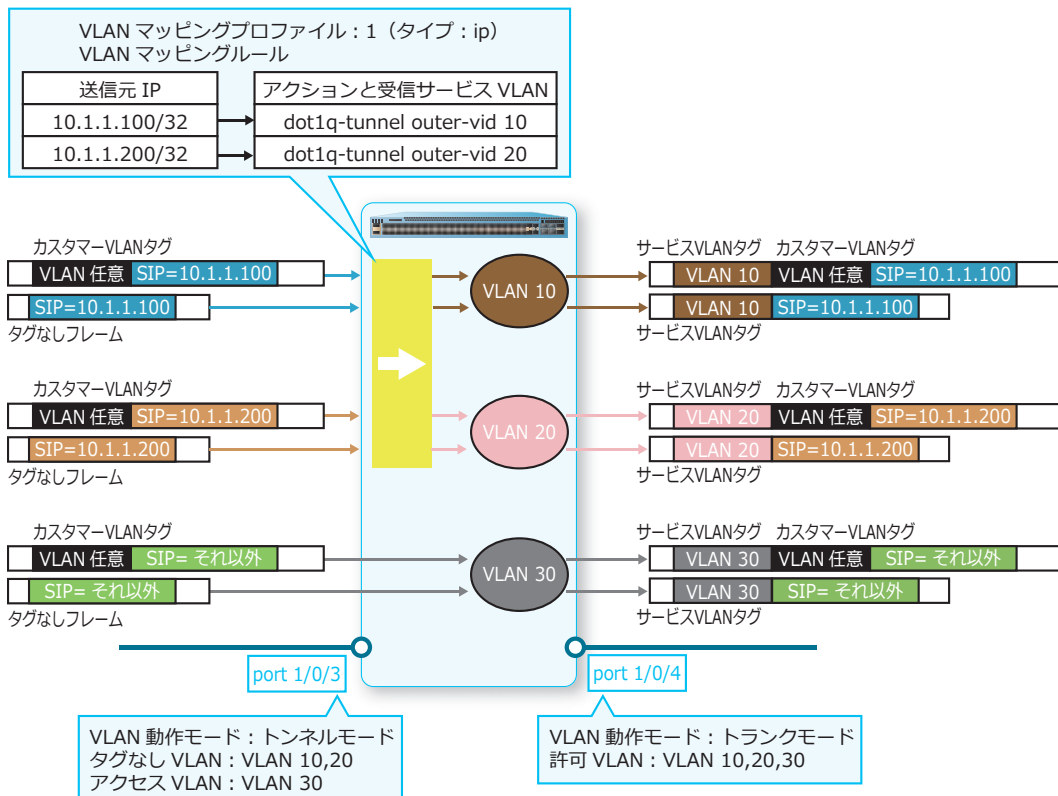 VLAN マッピングプロファイル：1（タイプ：ip）
VLAN マッピングルール
送信元 IP
アクションと受信サービス VLAN
10.1.1.100/32
dot1q-tunnel outer-vid 10
10.1.1.200/32
dot1q-tunnel outer-vid 20
カスタマーVLANタグ
サービスVLANタグ カスタマーVLANタグ
VLAN 任意 SIP=10.1.1.100
VLAN 10
VLAN 10 VLAN 任意 SIP=10.1.1.100
SIP=10.1.1.100
VLAN 10 SIP=10.1.1.100
タグなしフレーム
サービスVLANタグ
カスタマーVLANタグ
サービスVLANタグ カスタマーVLANタグ
VLAN 任意 SIP=10.1.1.200
VLAN 20
VLAN 20 VLAN 任意 SIP=10.1.1.200
SIP=10.1.1.200
VLAN 20 SIP=10.1.1.200
タグなしフレーム
サービスVLANタグ
カスタマーVLANタグ
サービスVLANタグ カスタマーVLANタグ
VLAN 任意 SIP= それ以外
VLAN 30
VLAN 30 VLAN 任意 SIP= それ以外
SIP= それ以外
VLAN 30 SIP= それ以外
タグなしフレーム
サービスVLANタグ
port 1/0/3
port 1/0/4
VLAN 動作モード：トンネルモード
タグなし VLAN：VLAN 10,20
アクセス VLAN：VLAN 30
VLAN 動作モード：トランクモード
許可 VLAN：VLAN 10,20,30